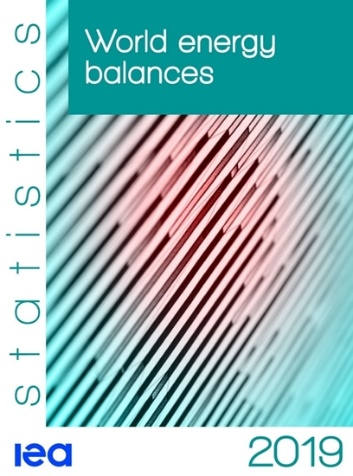 World energy
balances
statistics
iea
2019